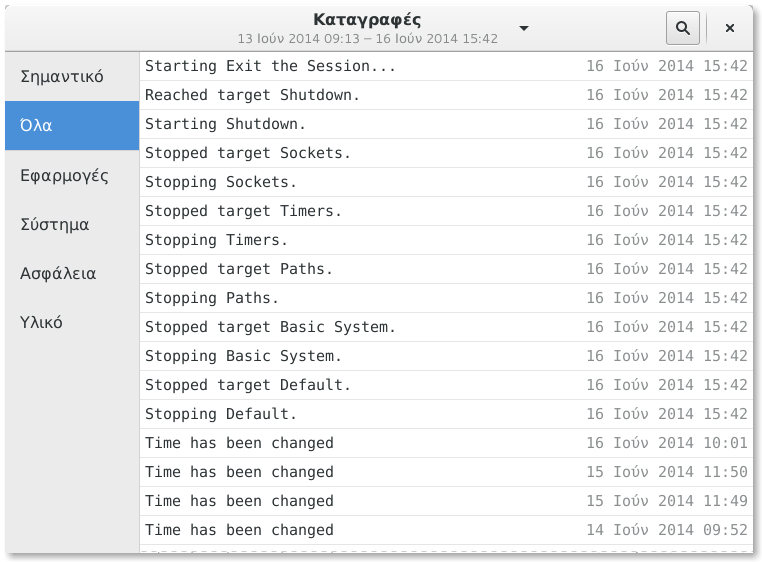 Καταγραφές
13 Ιούν 2014 09:13 – 16 Ιούν 2014 15:42
Σημαντικό
Όλα
Εφαρμογές
Σύστημα
Ασφάλεια
Υλικό
Starting Exit the Session... 16 Ιούν 2014 15:42
Reached target Shutdown. 16 Ιούν 2014 15:42
Starting Shutdown. 16 Ιούν 2014 15:42
Stopped target Sockets. 16 Ιούν 2014 15:42
Stopping Sockets. 16 Ιούν 2014 15:42
Stopped target Timers. 16 Ιούν 2014 15:42
Stopping Timers. 16 Ιούν 2014 15:42
Stopped target Paths. 16 Ιούν 2014 15:42
Stopping Paths. 16 Ιούν 2014 15:42
Stopped target Basic System. 16 Ιούν 2014 15:42
Stopping Basic System. 16 Ιούν 2014 15:42
Stopped target Default. 16 Ιούν 2014 15:42
Stopping Default. 16 Ιούν 2014 15:42
Time has been changed 16 Ιούν 2014 10:01
Time has been changed 15 Ιούν 2014 11:50
Time has been changed 15 Ιούν 2014 11:49
Time has been changed 14 Ιούν 2014 09:52